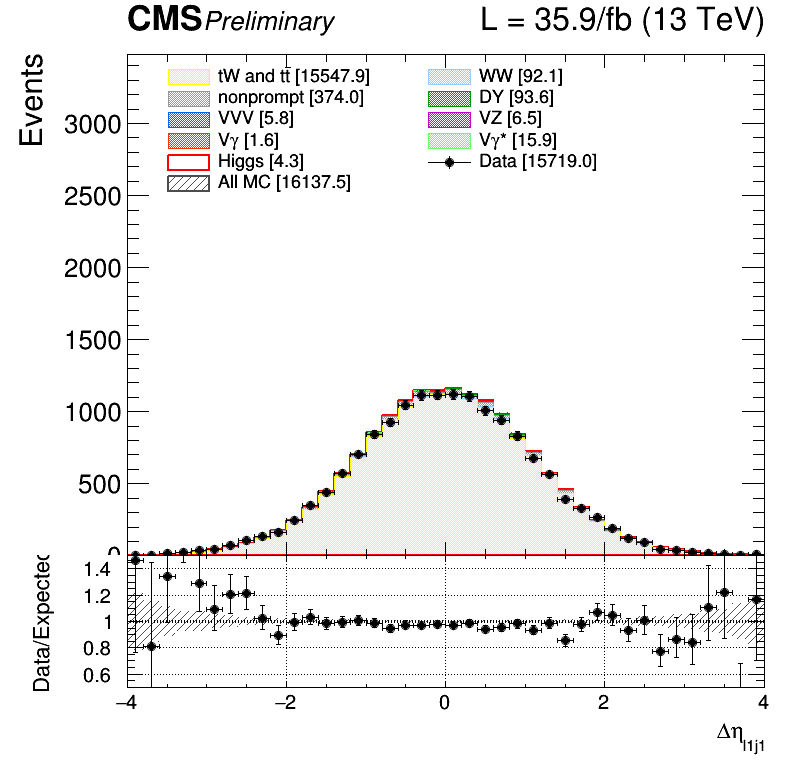 CMS Preliminary L = 35.9/fb (13 TeV)
Events
tW and tt̄ [15547.9] WW [92.1]
nonprompt [374.0] DY [93.6]
VVV [5.8] VZ [6.5]
Vγ [1.6] Vγ* [15.9]
Higgs [4.3] Data [15719.0]
All MC [16137.5]
3000
2500
2000
1500
1000
500
0
Data/Expected
1.4
1.2
1
0.8
0.6
−4 −2 0 2 4
Δη l1j1